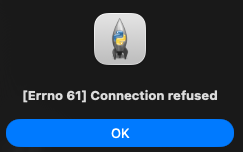 [Errno 61] Connection refused
OK